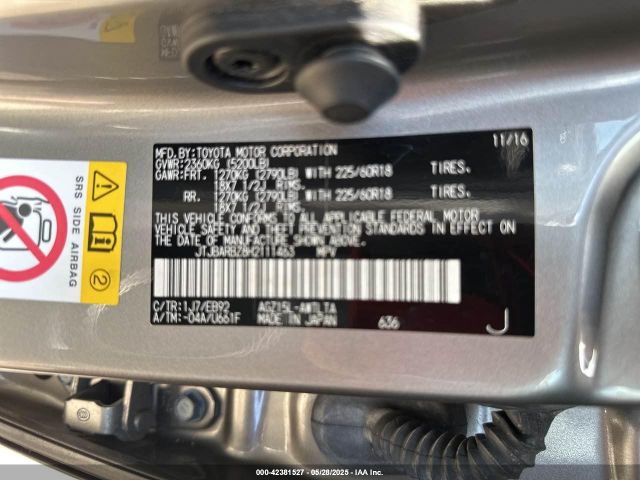 11/16
MFD.BY:TOYOTA MOTOR CORPORATION
GVWR:2360KG (5200LB)
GAWR:FRT. 1270KG (2790LB) WITH 225/60R18 TIRES.
18X7 1/2J RIMS.
RR. 1270KG (2790LB) WITH 225/60R18 TIRES.
18X7 1/2J RIMS.
THIS VEHICLE CONFORMS TO ALL APPLICABLE FEDERAL MOTOR
VEHICLE SAFETY AND THEFT PREVENTION STANDARDS IN EFFECT ON
THE DATE OF MANUFACTURE SHOWN ABOVE.
JTJBARBZ8H2111463 MPV
C/TR:1J7/EB92 AGZ15L-AWTLTA
A/TM:-04A/U661F MADE IN JAPAN 636
J
SRS SIDE AIRBAG
2
000-42381527 — 05/28/2025 — IAA Inc.